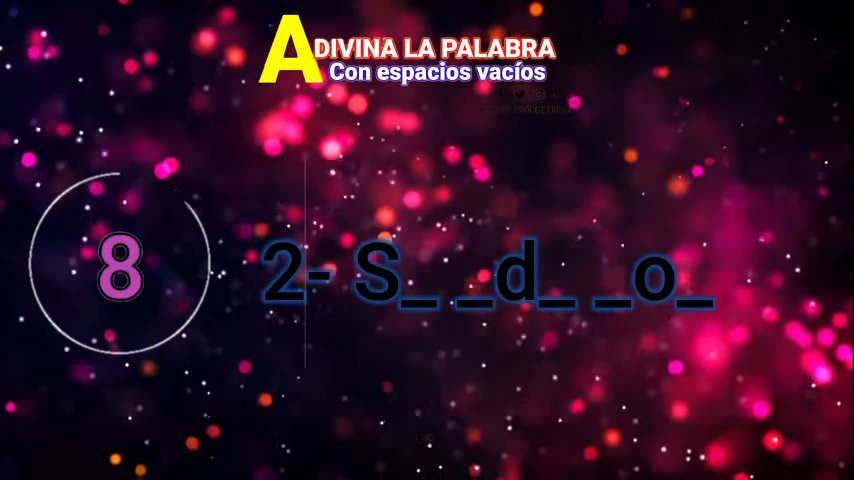 ADIVINA LA PALABRA
Con espacios vacíos
8
2- S_ _d_ _o_